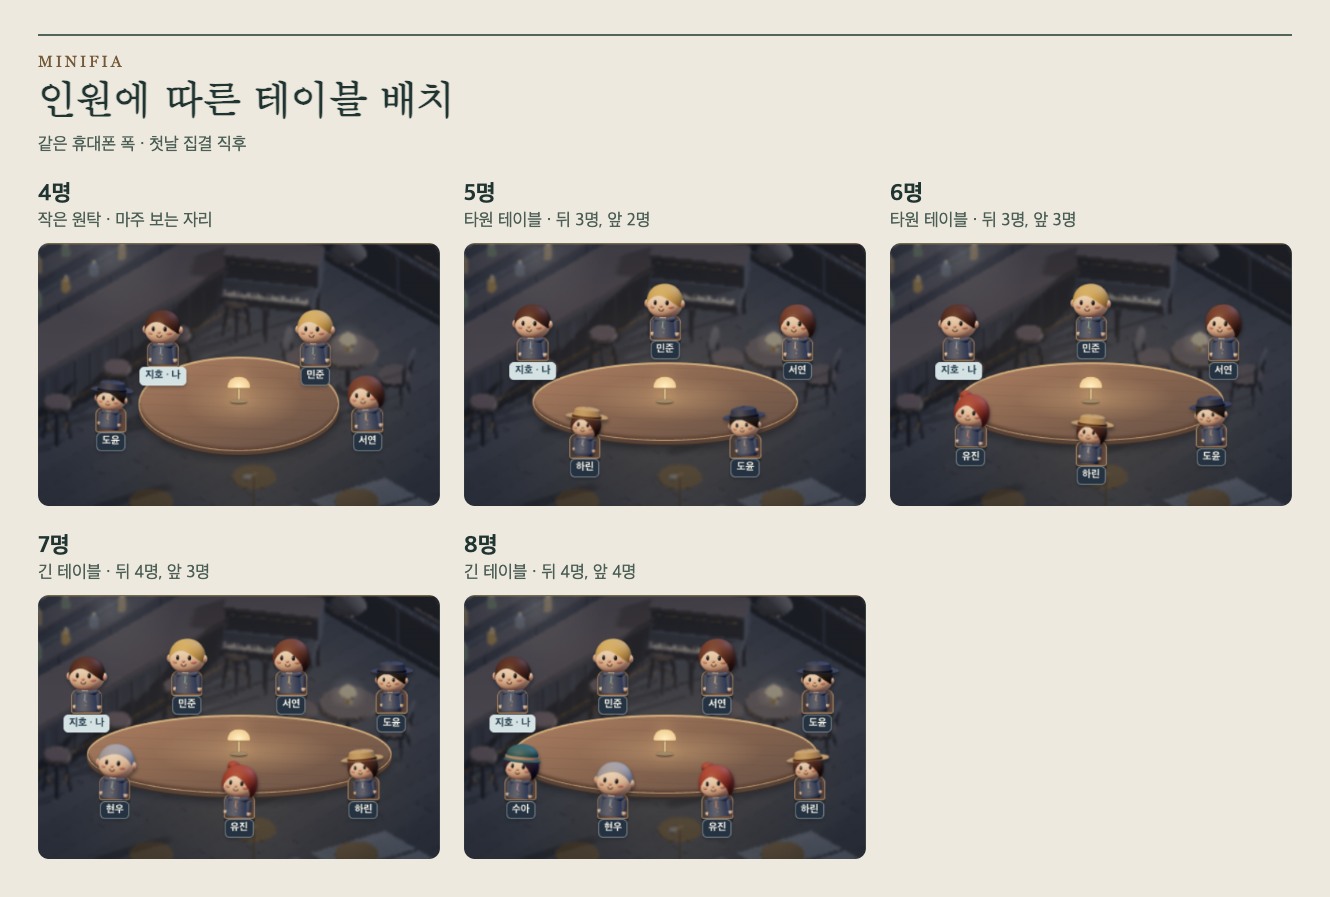 MINIFIA
인원에 따른 테이블 배치
같은 휴대폰 폭 · 첫날 집결 직후
4명
작은 원탁 · 마주 보는 자리
지호 · 나
민준
도윤
서연
5명
타원 테이블 · 뒤 3명, 앞 2명
민준
지호 · 나
서연
하린
도윤
6명
타원 테이블 · 뒤 3명, 앞 3명
민준
지호 · 나
서연
유진
도윤
하린
7명
긴 테이블 · 뒤 4명, 앞 3명
민준
서연
지호 · 나
도윤
현우
하린
유진
8명
긴 테이블 · 뒤 4명, 앞 4명
민준
서연
지호 · 나
도윤
수아
하린
현우
유진